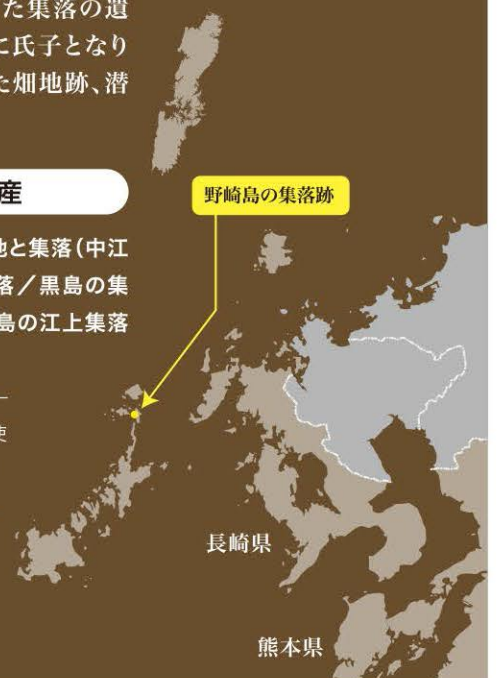 た集落の遺
に氏子となり
た畑地跡、潜
産
地と集落(中江
落/黒島の集
島の江上集落
使
野崎島の集落跡
長崎県
熊本県